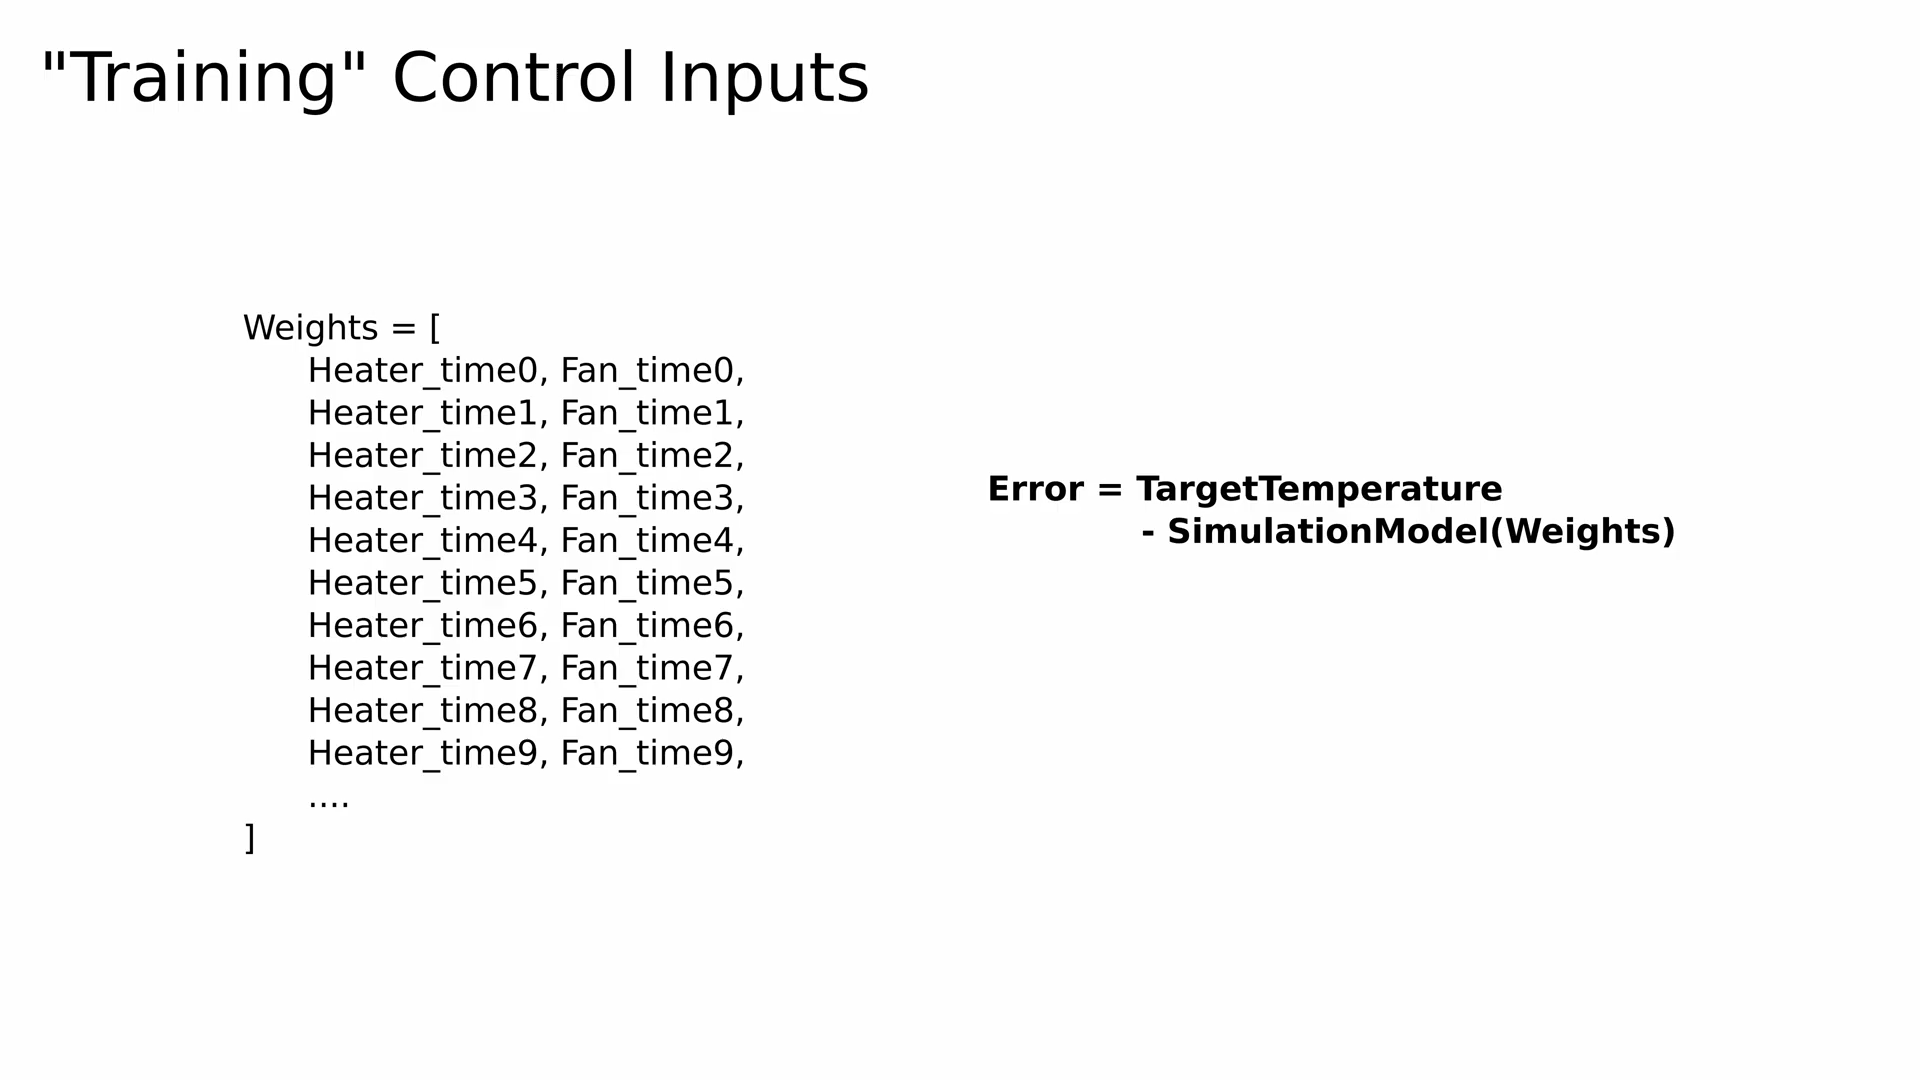 "Training" Control Inputs
Weights = [
Heater_time0, Fan_time0,
Heater_time1, Fan_time1,
Heater_time2, Fan_time2,
Heater_time3, Fan_time3,
Heater_time4, Fan_time4,
Heater_time5, Fan_time5,
Heater_time6, Fan_time6,
Heater_time7, Fan_time7,
Heater_time8, Fan_time8,
Heater_time9, Fan_time9,
....
]
Error = TargetTemperature
- SimulationModel(Weights)